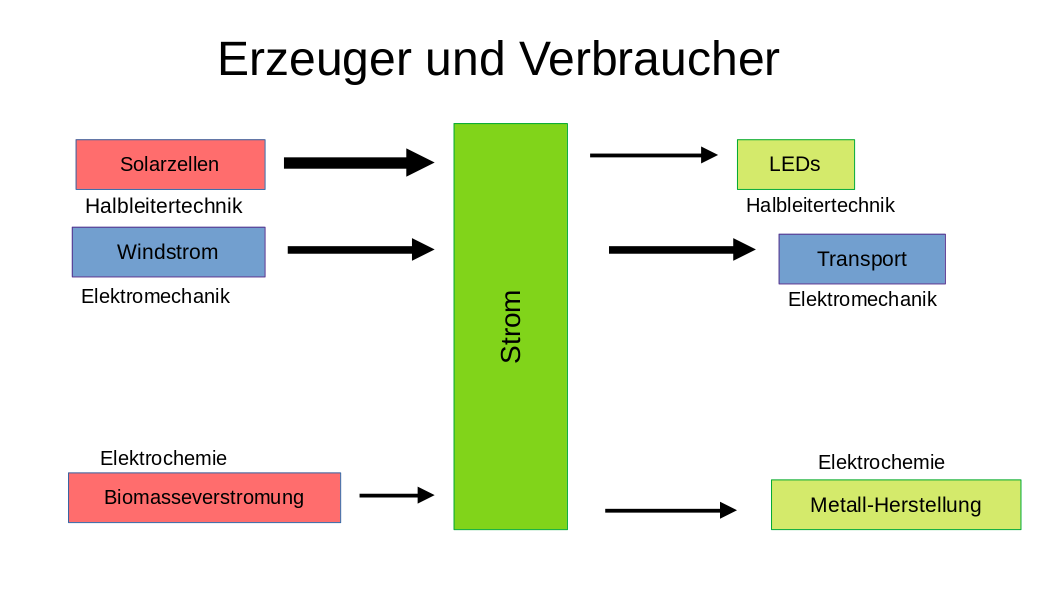 Erzeuger und Verbraucher
Solarzellen
Halbleitertechnik
Windstrom
Elektromechanik
Elektrochemie
Biomasseverstromung
Strom
LEDs
Halbleitertechnik
Transport
Elektromechanik
Elektrochemie
Metall-Herstellung